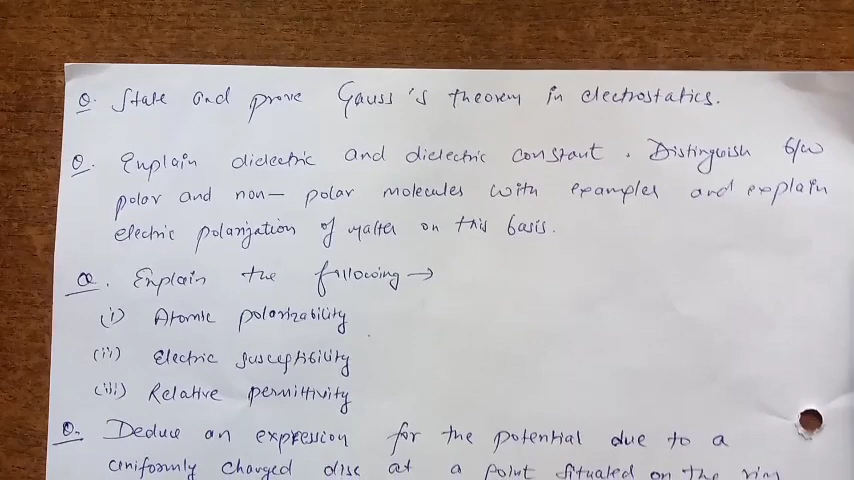 Q. State and prove Gauss's theorem in electrostatics.
Q. Explain dielectric and dielectric constant. Distinguish b/w
polar and non- polar molecules with examples and explain
electric polarization of matter on this basis.
Q. Explain the following →
(i) Atomic polarizability
(ii) Electric susceptibility
(iii) Relative permittivity
Q. Deduce an expression for the potential due to a
uniformly charged disc at a point situated on the rim